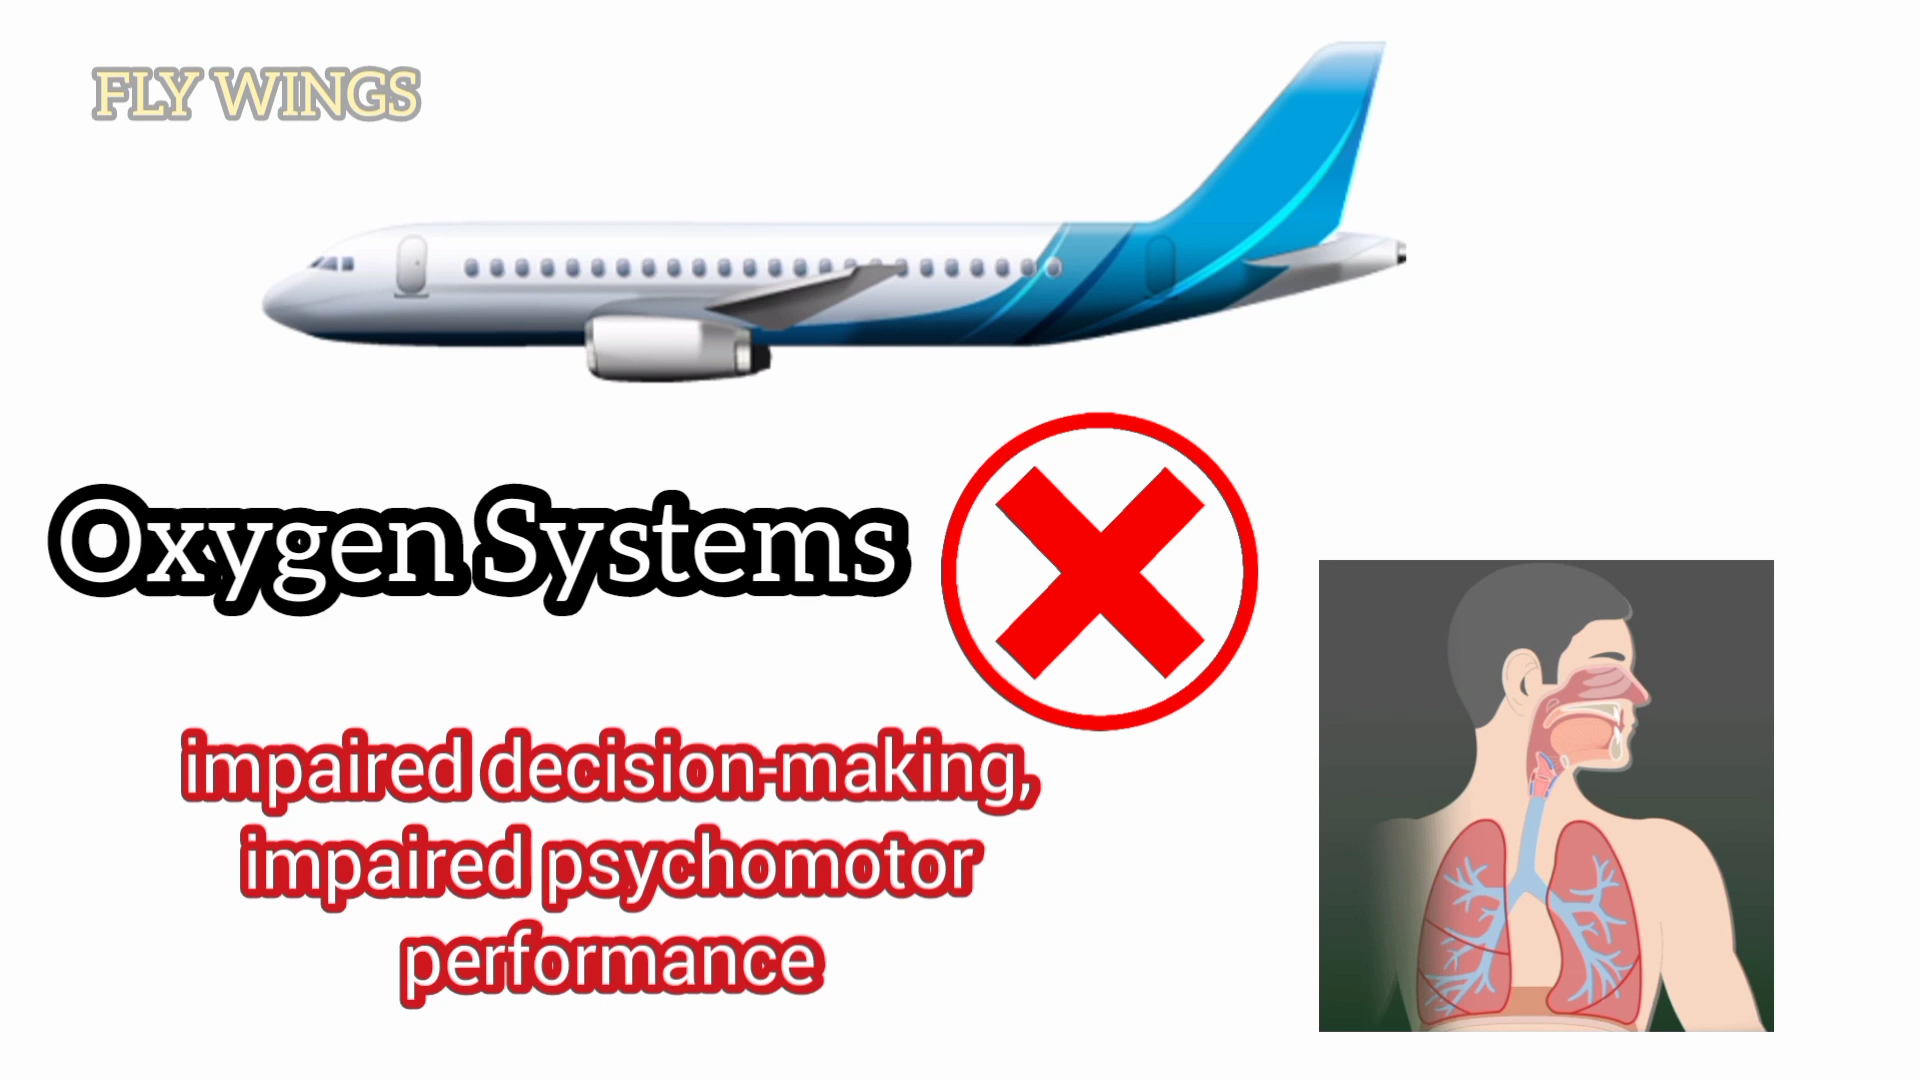 FLY WINGS
Oxygen Systems
impaired decision-making,
impaired psychomotor
performance